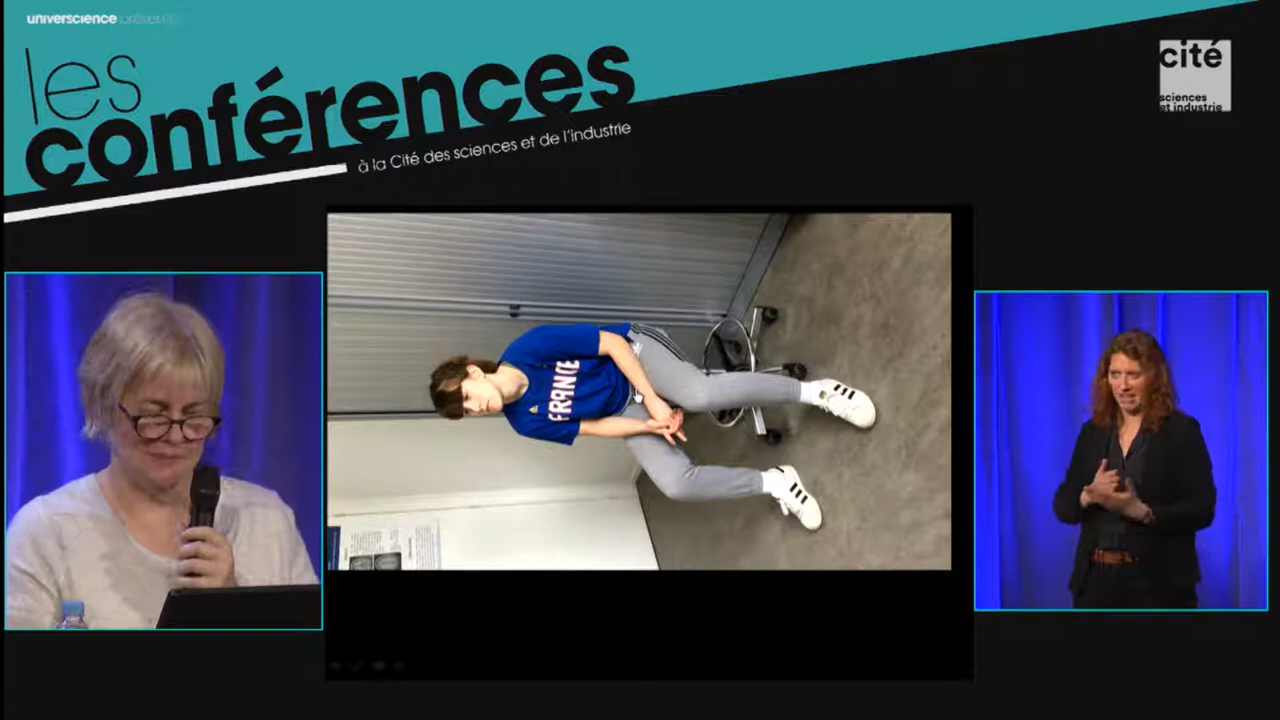 universcience présente
les
conférences
à la Cité des sciences et de l'industrie
cité
sciences
et industrie
FRANCE